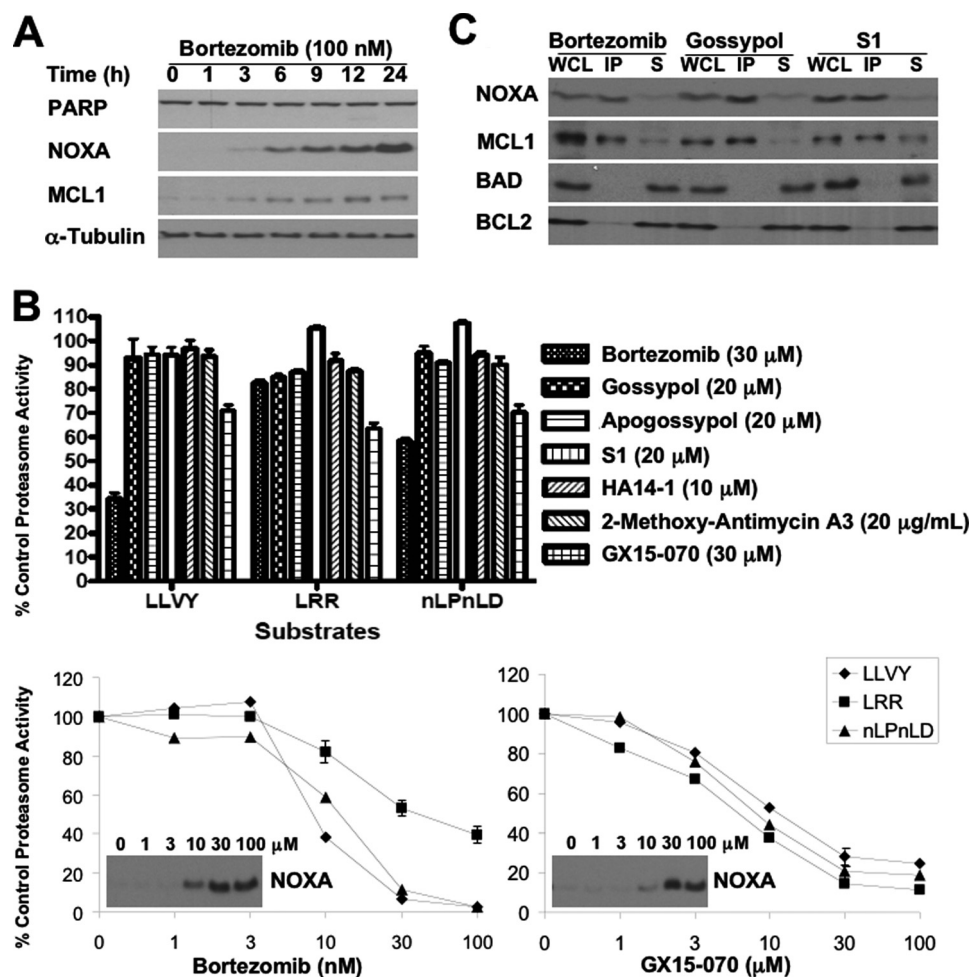 A
Bortezomib (100 nM)
Time (h) 0 1 3 6 9 12 24
PARP
NOXA
MCL1
α-Tubulin
C
Bortezomib Gossypol S1
WCL IP S WCL IP S WCL IP S
NOXA
MCL1
BAD
BCL2
B
% Control Proteasome Activity
110
100
90
80
70
60
50
40
30
20
10
0
LLVY LRR nLPnLD
Substrates
Bortezomib (30 μM)
Gossypol (20 μM)
Apogossypol (20 μM)
S1 (20 μM)
HA14-1 (10 μM)
2-Methoxy-Antimycin A3 (20 μg/mL)
GX15-070 (30 μM)
% Control Proteasome Activity
120
100
80
60
40
20
0
0 1 3 10 30 100 μM
NOXA
0 1 3 10 30 100
Bortezomib (nM)
120
100
80
60
40
20
0
LLVY
LRR
nLPnLD
0 1 3 10 30 100 μM
NOXA
0 1 3 10 30 100
GX15-070 (μM)